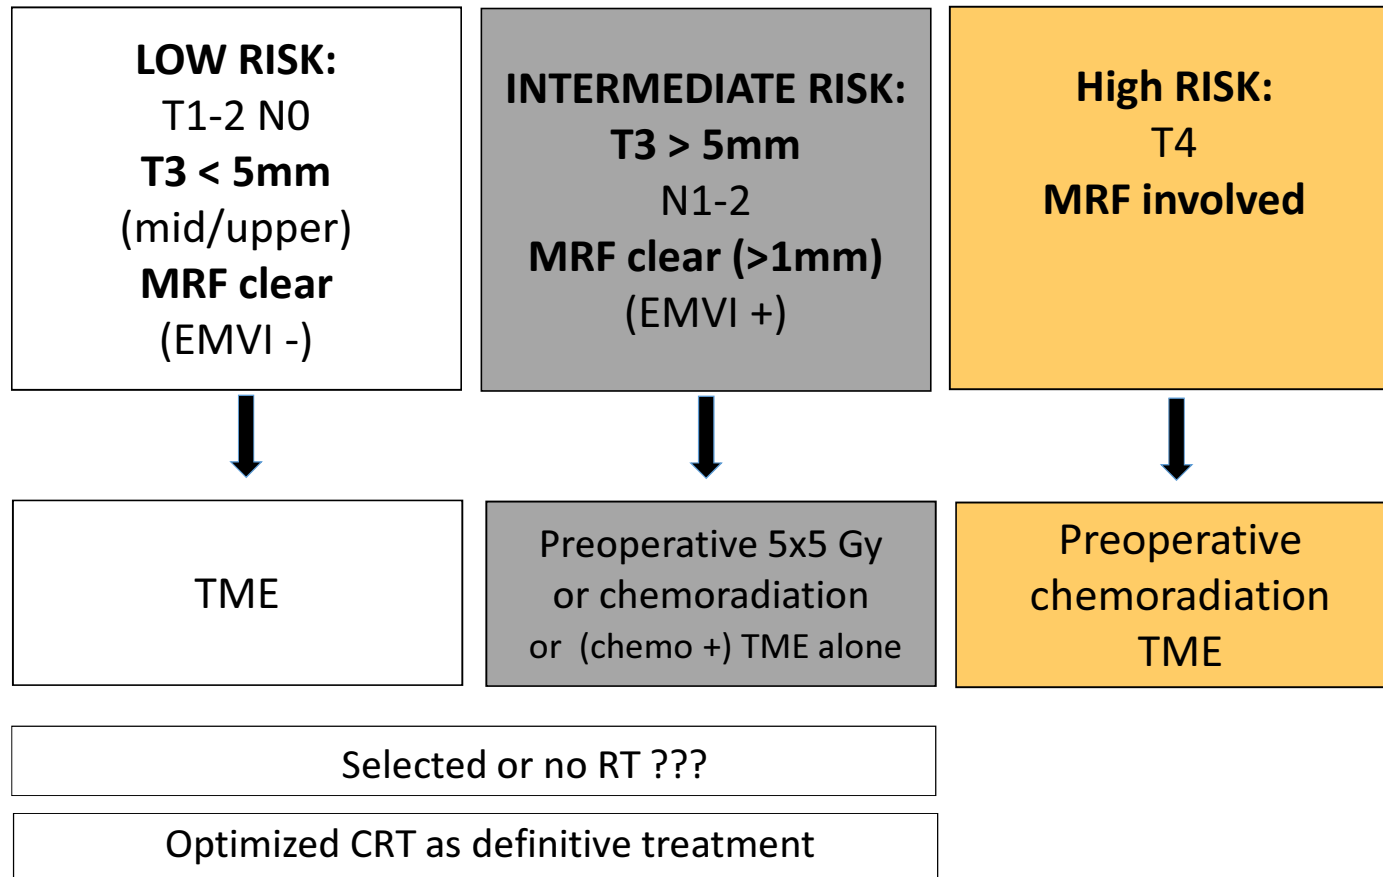 LOW RISK:
T1-2 N0
T3 < 5mm
(mid/upper)
MRF clear
(EMVI -)
INTERMEDIATE RISK:
T3 > 5mm
N1-2
MRF clear (>1mm)
(EMVI +)
High RISK:
T4
MRF involved
TME
Preoperative 5x5 Gy
or chemoradiation
or (chemo +) TME alone
Preoperative
chemoradiation
TME
Selected or no RT ???
Optimized CRT as definitive treatment